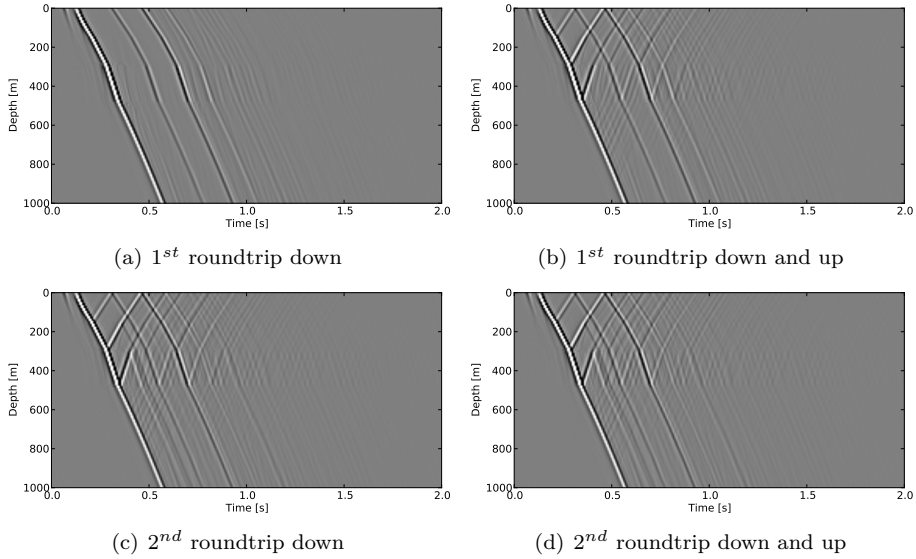 0
200
400
600
800
1000
Depth [m]
0.0 0.5 1.0 1.5 2.0
Time [s]
(a) 1st roundtrip down
0
200
400
600
800
1000
Depth [m]
0.0 0.5 1.0 1.5 2.0
Time [s]
(b) 1st roundtrip down and up
0
200
400
600
800
1000
Depth [m]
0.0 0.5 1.0 1.5 2.0
Time [s]
(c) 2nd roundtrip down
0
200
400
600
800
1000
Depth [m]
0.0 0.5 1.0 1.5 2.0
Time [s]
(d) 2nd roundtrip down and up